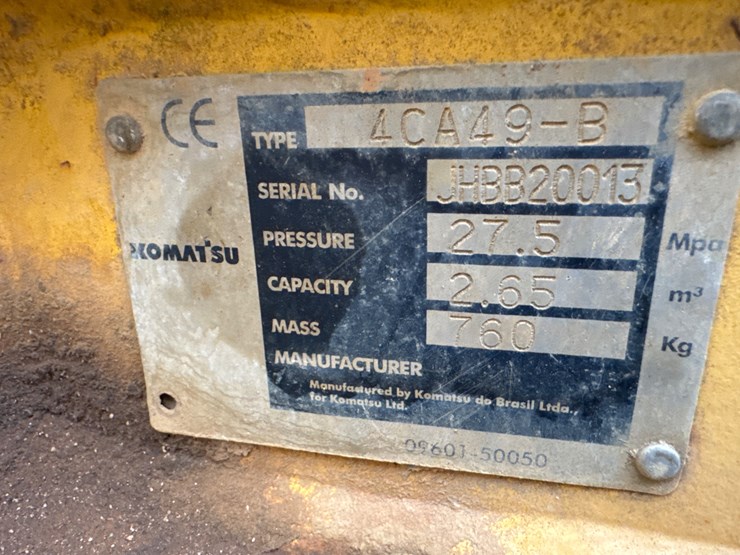 CE
TYPE 4CA49-B
SERIAL No. JHBB20013
KOMATSU
PRESSURE 27.5 Mpa
CAPACITY 2.65 m³
MASS 760 Kg
MANUFACTURER
Manufactured by Komatsu do Brasil Ltda.,
for Komatsu Ltd.
09601-50050